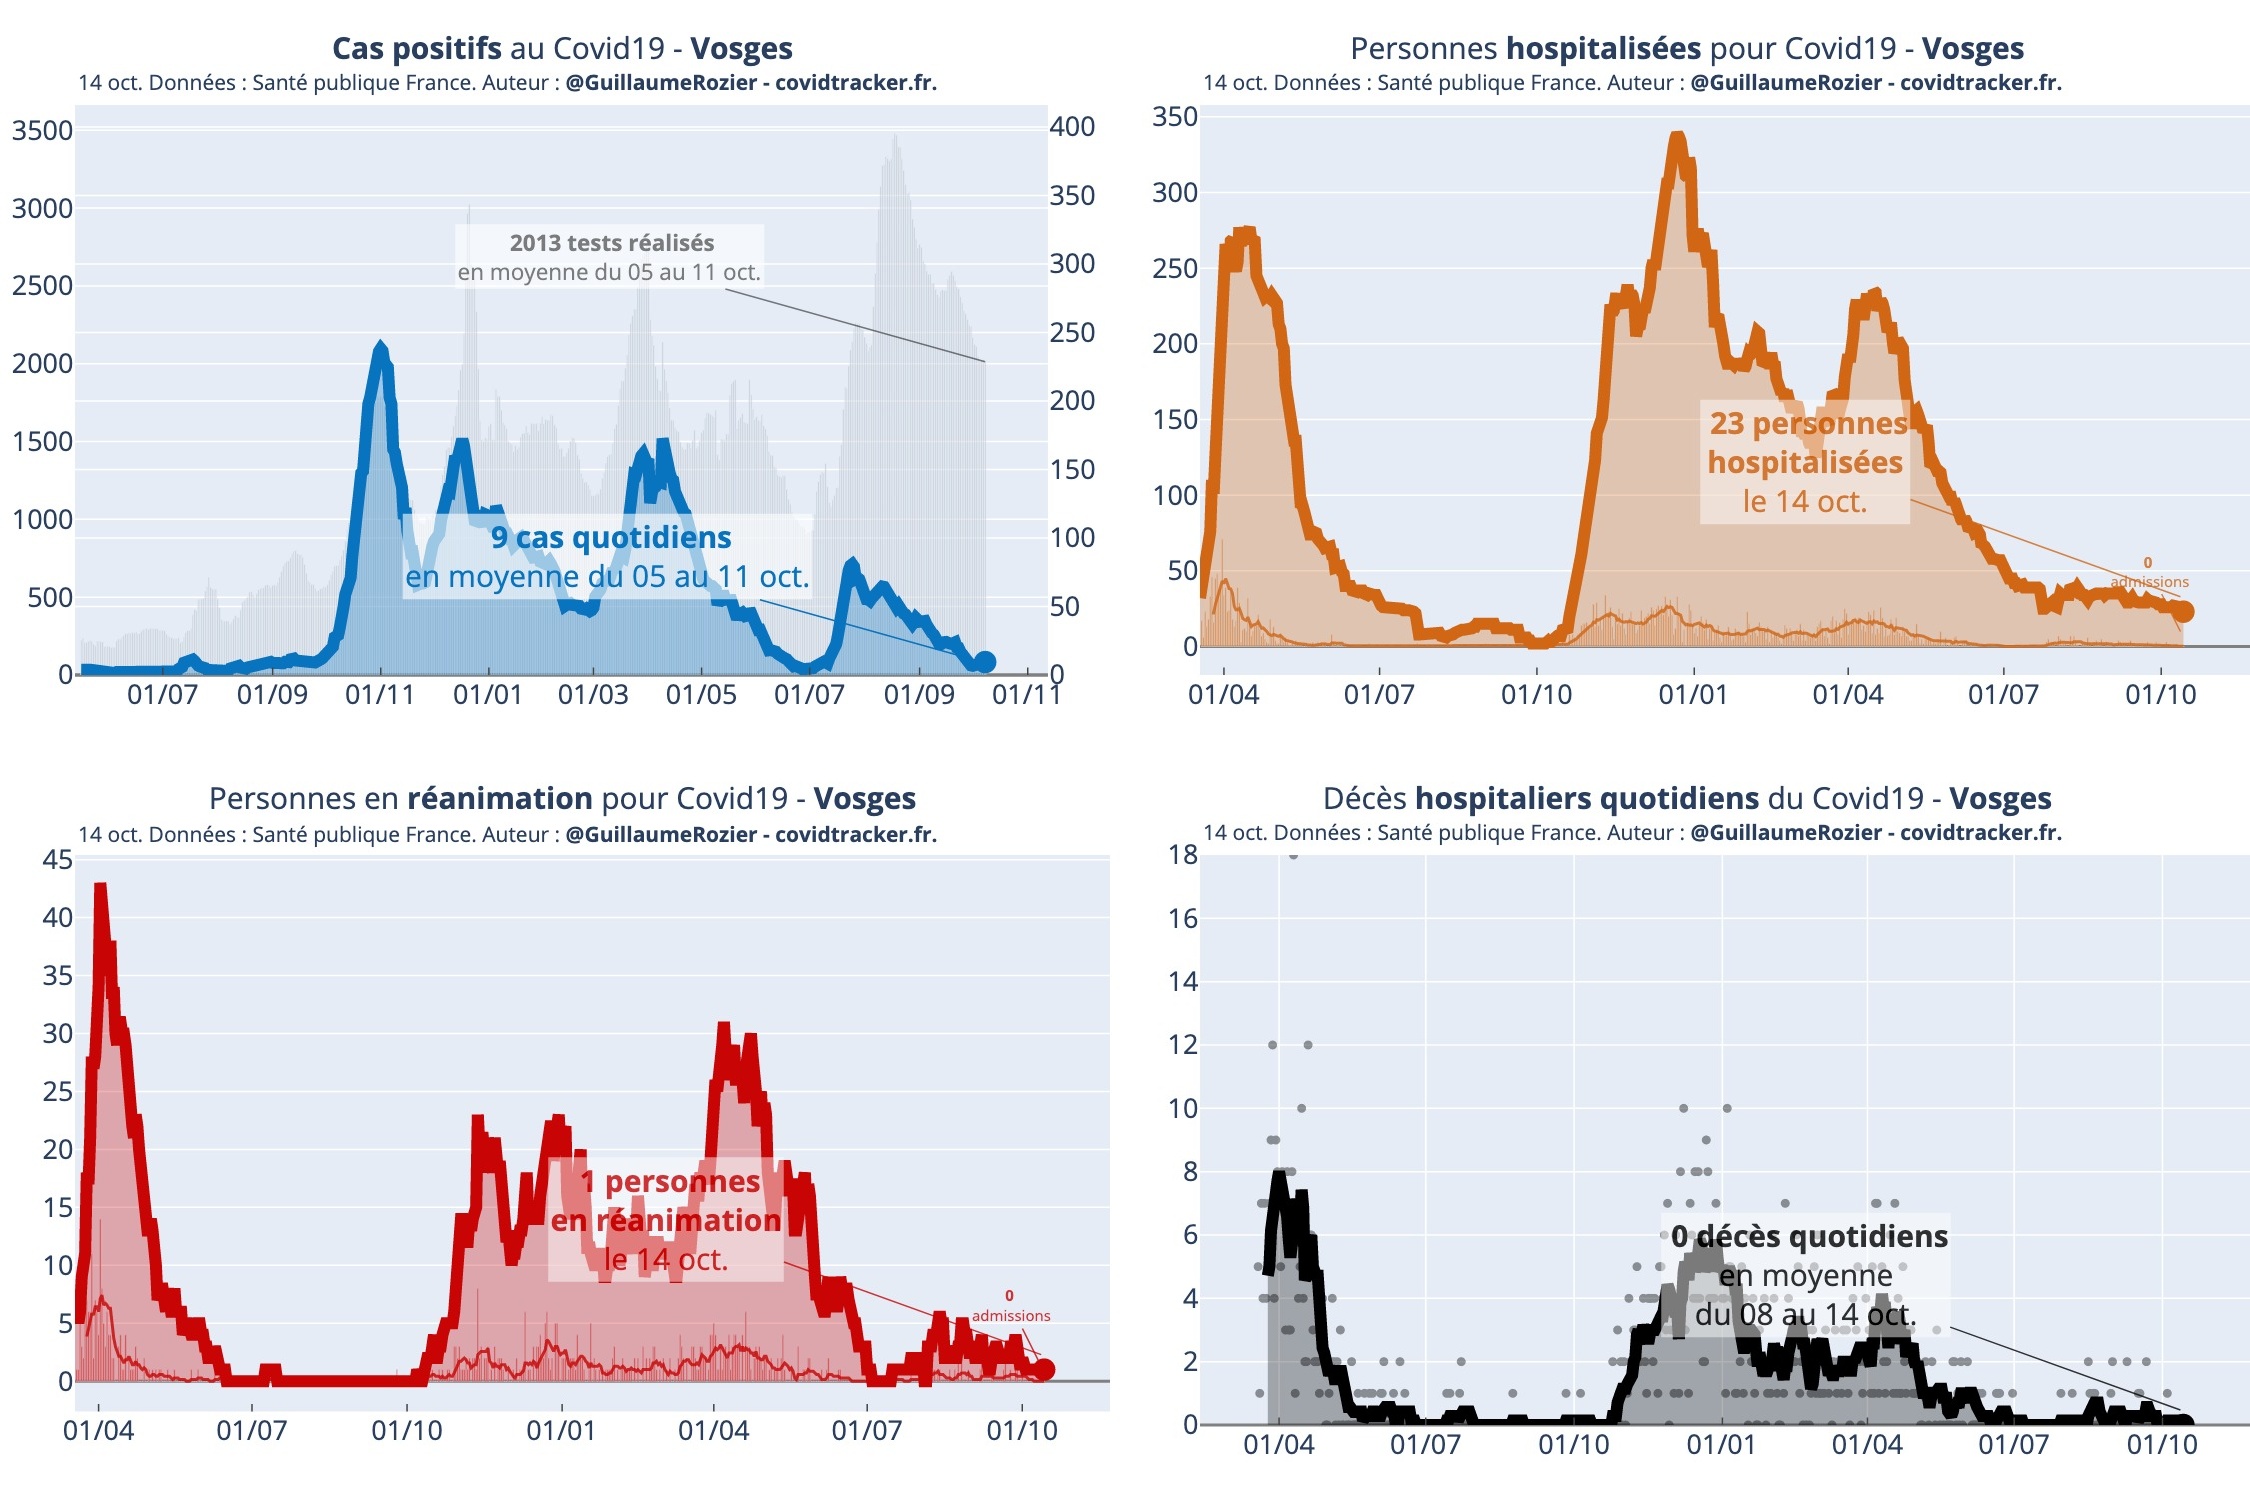 Cas positifs au Covid19 - Vosges
14 oct. Données : Santé publique France. Auteur : @GuillaumeRozier - covidtracker.fr.
3500
3000
2500
2000
1500
1000
500
0
400
350
300
250
200
150
100
50
0
2013 tests réalisés
en moyenne du 05 au 11 oct.
9 cas quotidiens
en moyenne du 05 au 11 oct.
01/07 01/09 01/11 01/01 01/03 01/05 01/07 01/09 01/11
Personnes hospitalisées pour Covid19 - Vosges
14 oct. Données : Santé publique France. Auteur : @GuillaumeRozier - covidtracker.fr.
350
300
250
200
150
100
50
0
23 personnes
hospitalisées
le 14 oct.
0
admissions
01/04 01/07 01/10 01/01 01/04 01/07 01/10
Personnes en réanimation pour Covid19 - Vosges
14 oct. Données : Santé publique France. Auteur : @GuillaumeRozier - covidtracker.fr.
45
40
35
30
25
20
15
10
5
0
1 personnes
en réanimation
le 14 oct.
0
admissions
01/04 01/07 01/10 01/01 01/04 01/07 01/10
Décès hospitaliers quotidiens du Covid19 - Vosges
14 oct. Données : Santé publique France. Auteur : @GuillaumeRozier - covidtracker.fr.
18
16
14
12
10
8
6
4
2
0
0 décès quotidiens
en moyenne
du 08 au 14 oct.
01/04 01/07 01/10 01/01 01/04 01/07 01/10